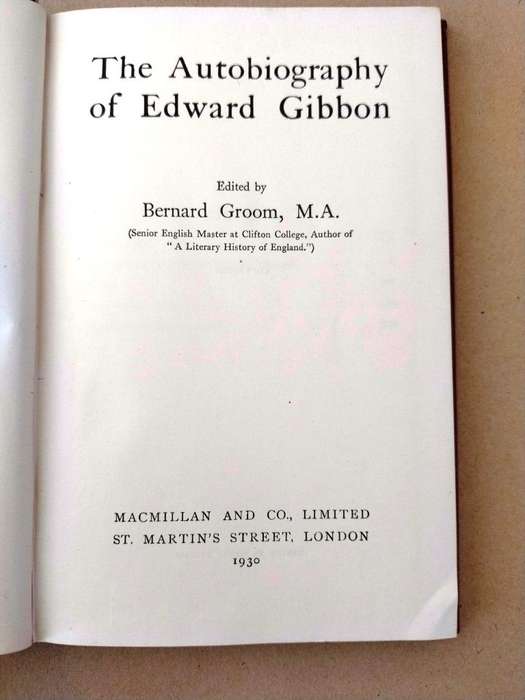 The Autobiography
of Edward Gibbon
Edited by
Bernard Groom, M.A.
(Senior English Master at Clifton College, Author of
"A Literary History of England.")
MACMILLAN AND CO., LIMITED
ST. MARTIN'S STREET, LONDON
1930